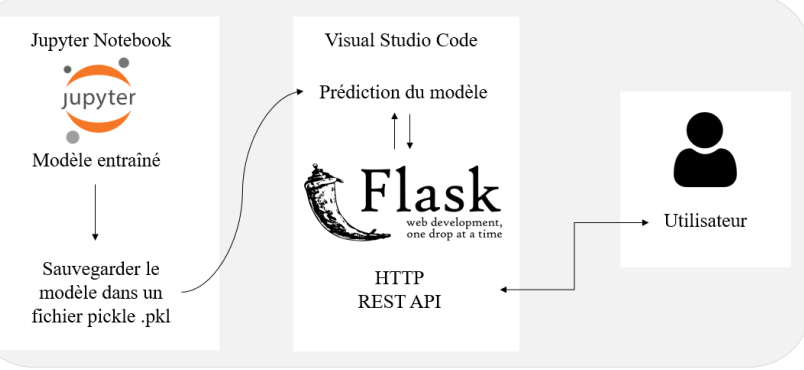 Jupyter Notebook
jupyter
Modèle entraîné
Sauvegarder le
modèle dans un
fichier pickle .pkl
Visual Studio Code
Prédiction du modèle
Flask
web development,
one drop at a time
HTTP
REST API
Utilisateur